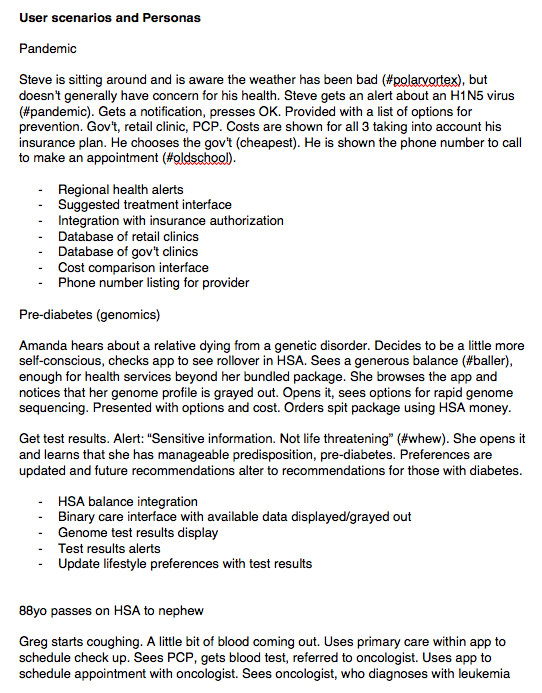 User scenarios and Personas
Pandemic
Steve is sitting around and is aware the weather has been bad (#polarvortex), but
doesn't generally have concern for his health. Steve gets an alert about an H1N5 virus
(#pandemic). Gets a notification, presses OK. Provided with a list of options for
prevention. Gov't, retail clinic, PCP. Costs are shown for all 3 taking into account his
insurance plan. He chooses the gov't (cheapest). He is shown the phone number to call
to make an appointment (#oldschool).
- Regional health alerts
- Suggested treatment interface
- Integration with insurance authorization
- Database of retail clinics
- Database of gov't clinics
- Cost comparison interface
- Phone number listing for provider
Pre-diabetes (genomics)
Amanda hears about a relative dying from a genetic disorder. Decides to be a little more
self-conscious, checks app to see rollover in HSA. Sees a generous balance (#baller),
enough for health services beyond her bundled package. She browses the app and
notices that her genome profile is grayed out. Opens it, sees options for rapid genome
sequencing. Presented with options and cost. Orders spit package using HSA money.
Get test results. Alert: "Sensitive information. Not life threatening" (#whew). She opens it
and learns that she has manageable predisposition, pre-diabetes. Preferences are
updated and future recommendations alter to recommendations for those with diabetes.
- HSA balance integration
- Binary care interface with available data displayed/grayed out
- Genome test results display
- Test results alerts
- Update lifestyle preferences with test results
88yo passes on HSA to nephew
Greg starts coughing. A little bit of blood coming out. Uses primary care within app to
schedule check up. Sees PCP, gets blood test, referred to oncologist. Uses app to
schedule appointment with oncologist. Sees oncologist, who diagnoses with leukemia